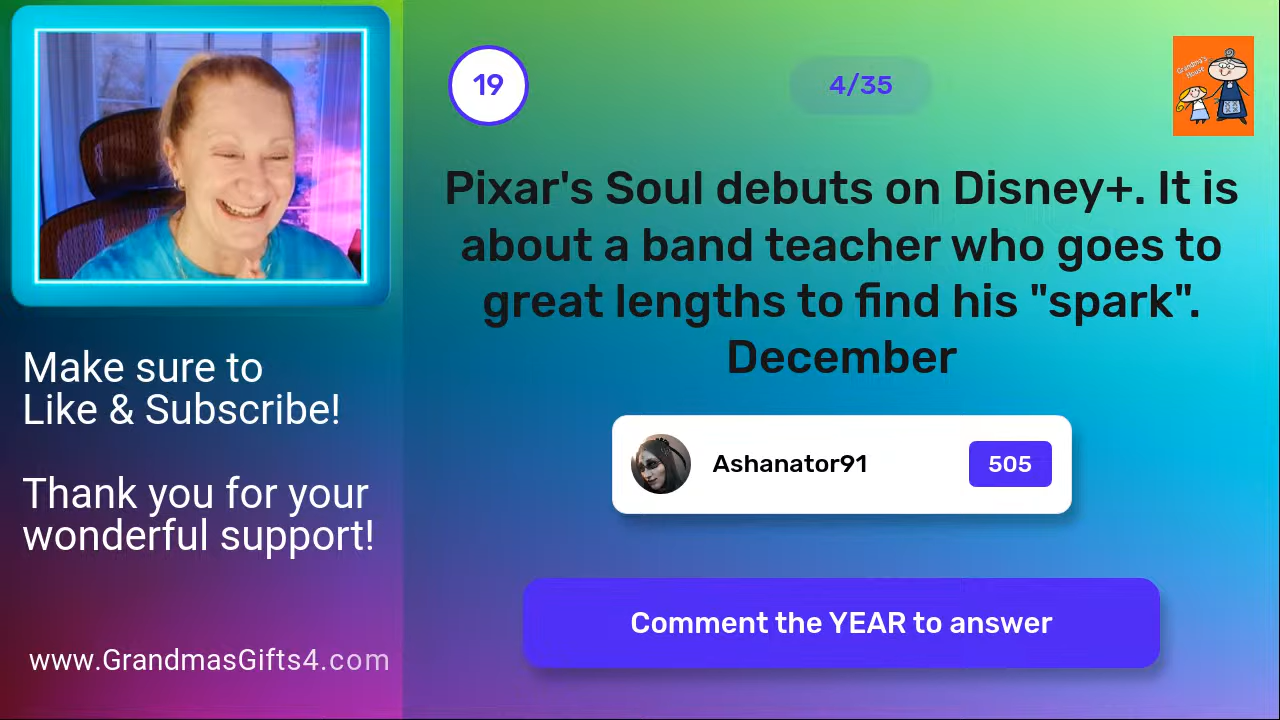 19
4/35
Grandma's
House
Pixar's Soul debuts on Disney+. It is
about a band teacher who goes to
great lengths to find his "spark".
December
Ashanator91
505
Comment the YEAR to answer
Make sure to
Like & Subscribe!
Thank you for your
wonderful support!
www.GrandmasGifts4.com